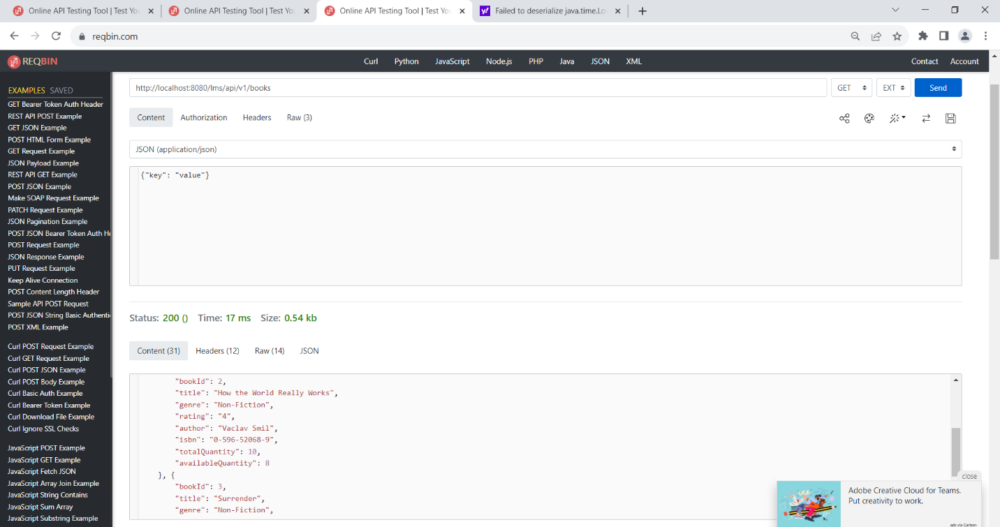 Online API Testing Tool | Test Yo
Online API Testing Tool | Test You
Online API Testing Tool | Test You
Failed to deserialize java.time.Lo
reqbin.com
REQBIN
Curl Python JavaScript Node.js PHP Java JSON XML
Contact Account
EXAMPLES SAVED
GET Bearer Token Auth Header
REST API POST Example
GET JSON Example
POST HTML Form Example
GET Request Example
JSON Payload Example
REST API GET Example
POST JSON Example
Make SOAP Request Example
PATCH Request Example
JSON Pagination Example
POST JSON Bearer Token Auth He
POST Request Example
JSON Response Example
PUT Request Example
Keep Alive Connection
POST Content Length Header
Sample API POST Request
POST JSON String Basic Authenti
POST XML Example
Curl POST Request Example
Curl GET Request Example
Curl POST JSON Example
Curl POST Body Example
Curl Basic Auth Example
Curl Bearer Token Example
Curl Download File Example
Curl Ignore SSL Checks
JavaScript POST Example
JavaScript GET Example
JavaScript Fetch JSON
JavaScript Array Join Example
JavaScript String Contains
JavaScript Sum Array
JavaScript Substring Example
http://localhost:8080/lms/api/v1/books
GET EXT Send
Content Authorization Headers Raw (3)
JSON (application/json)
{"key": "value"}
Status: 200 () Time: 17 ms Size: 0.54 kb
Content (31) Headers (12) Raw (14) JSON
"bookId": 2,
"title": "How the World Really Works",
"genre": "Non-Fiction",
"rating": "4",
"author": "Vaclav Smil",
"isbn": "0-596-52068-9",
"totalQuantity": 10,
"availableQuantity": 8
}, {
"bookId": 3,
"title": "Surrender",
"genre": "Non-Fiction",
close
Adobe Creative Cloud for Teams.
Put creativity to work.
ads via Carbon